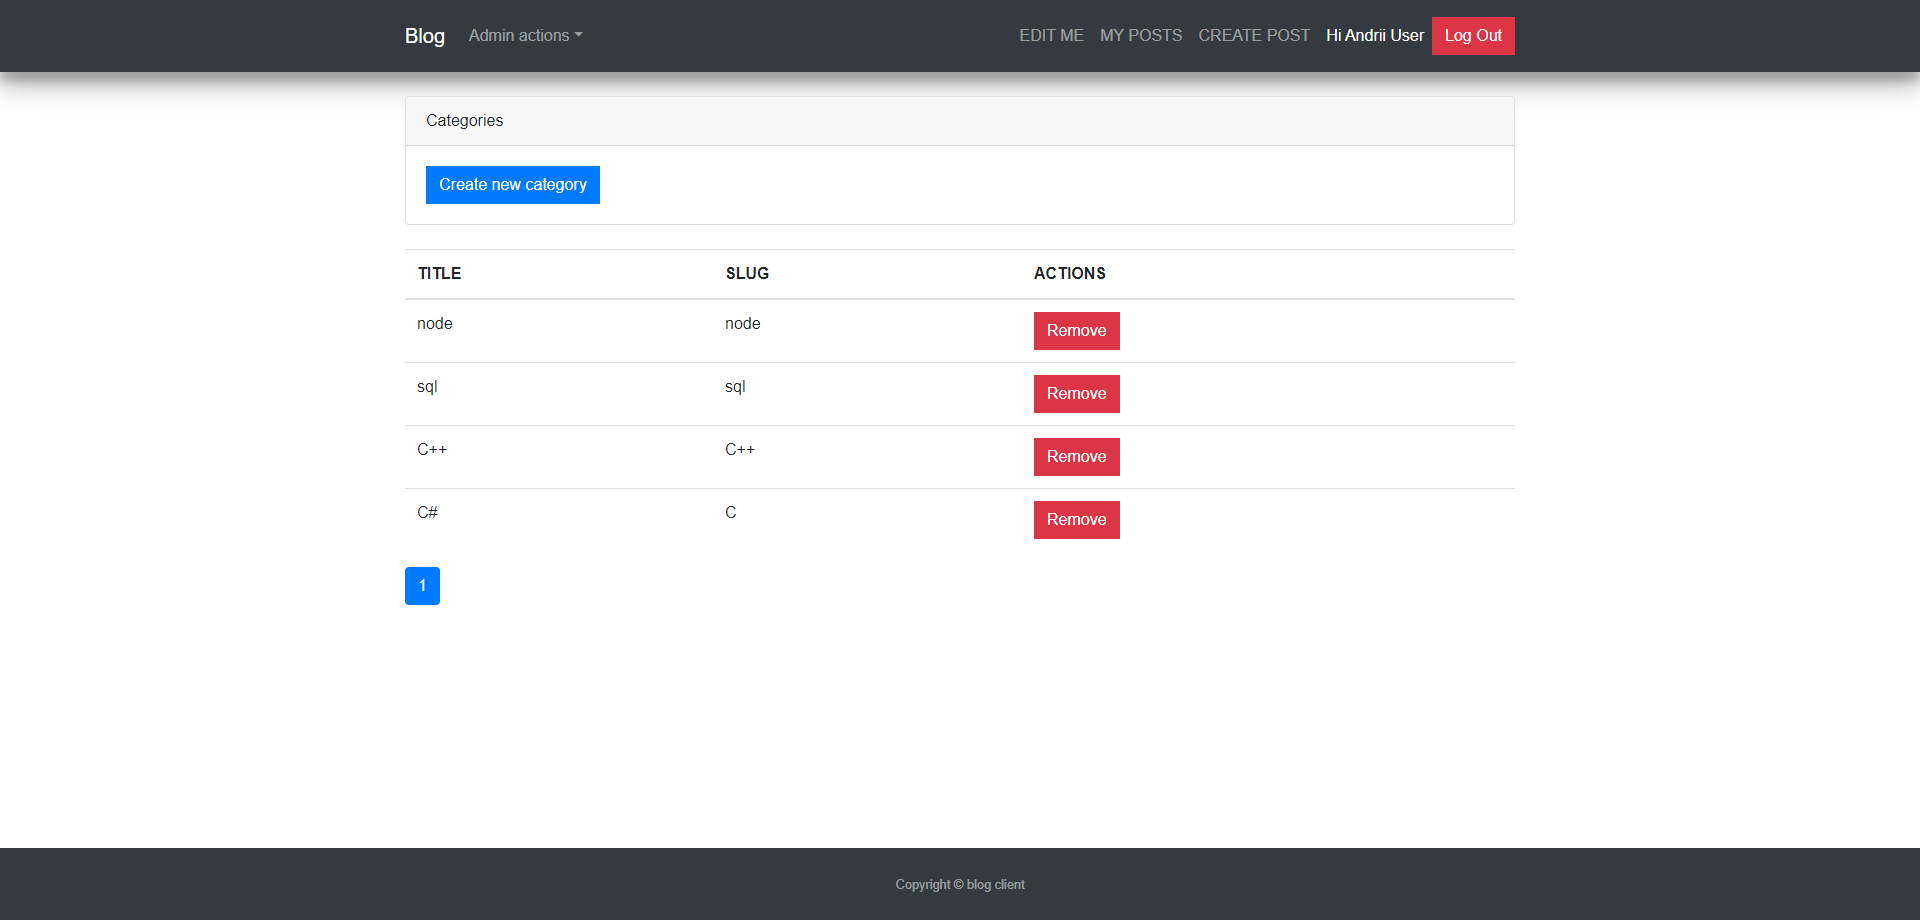 Blog Admin actions EDIT ME MY POSTS CREATE POST Hi Andrii User Log Out
Categories
Create new category
TITLE SLUG ACTIONS
node node Remove
sql sql Remove
C++ C++ Remove
C# C Remove
1
Copyright © blog client